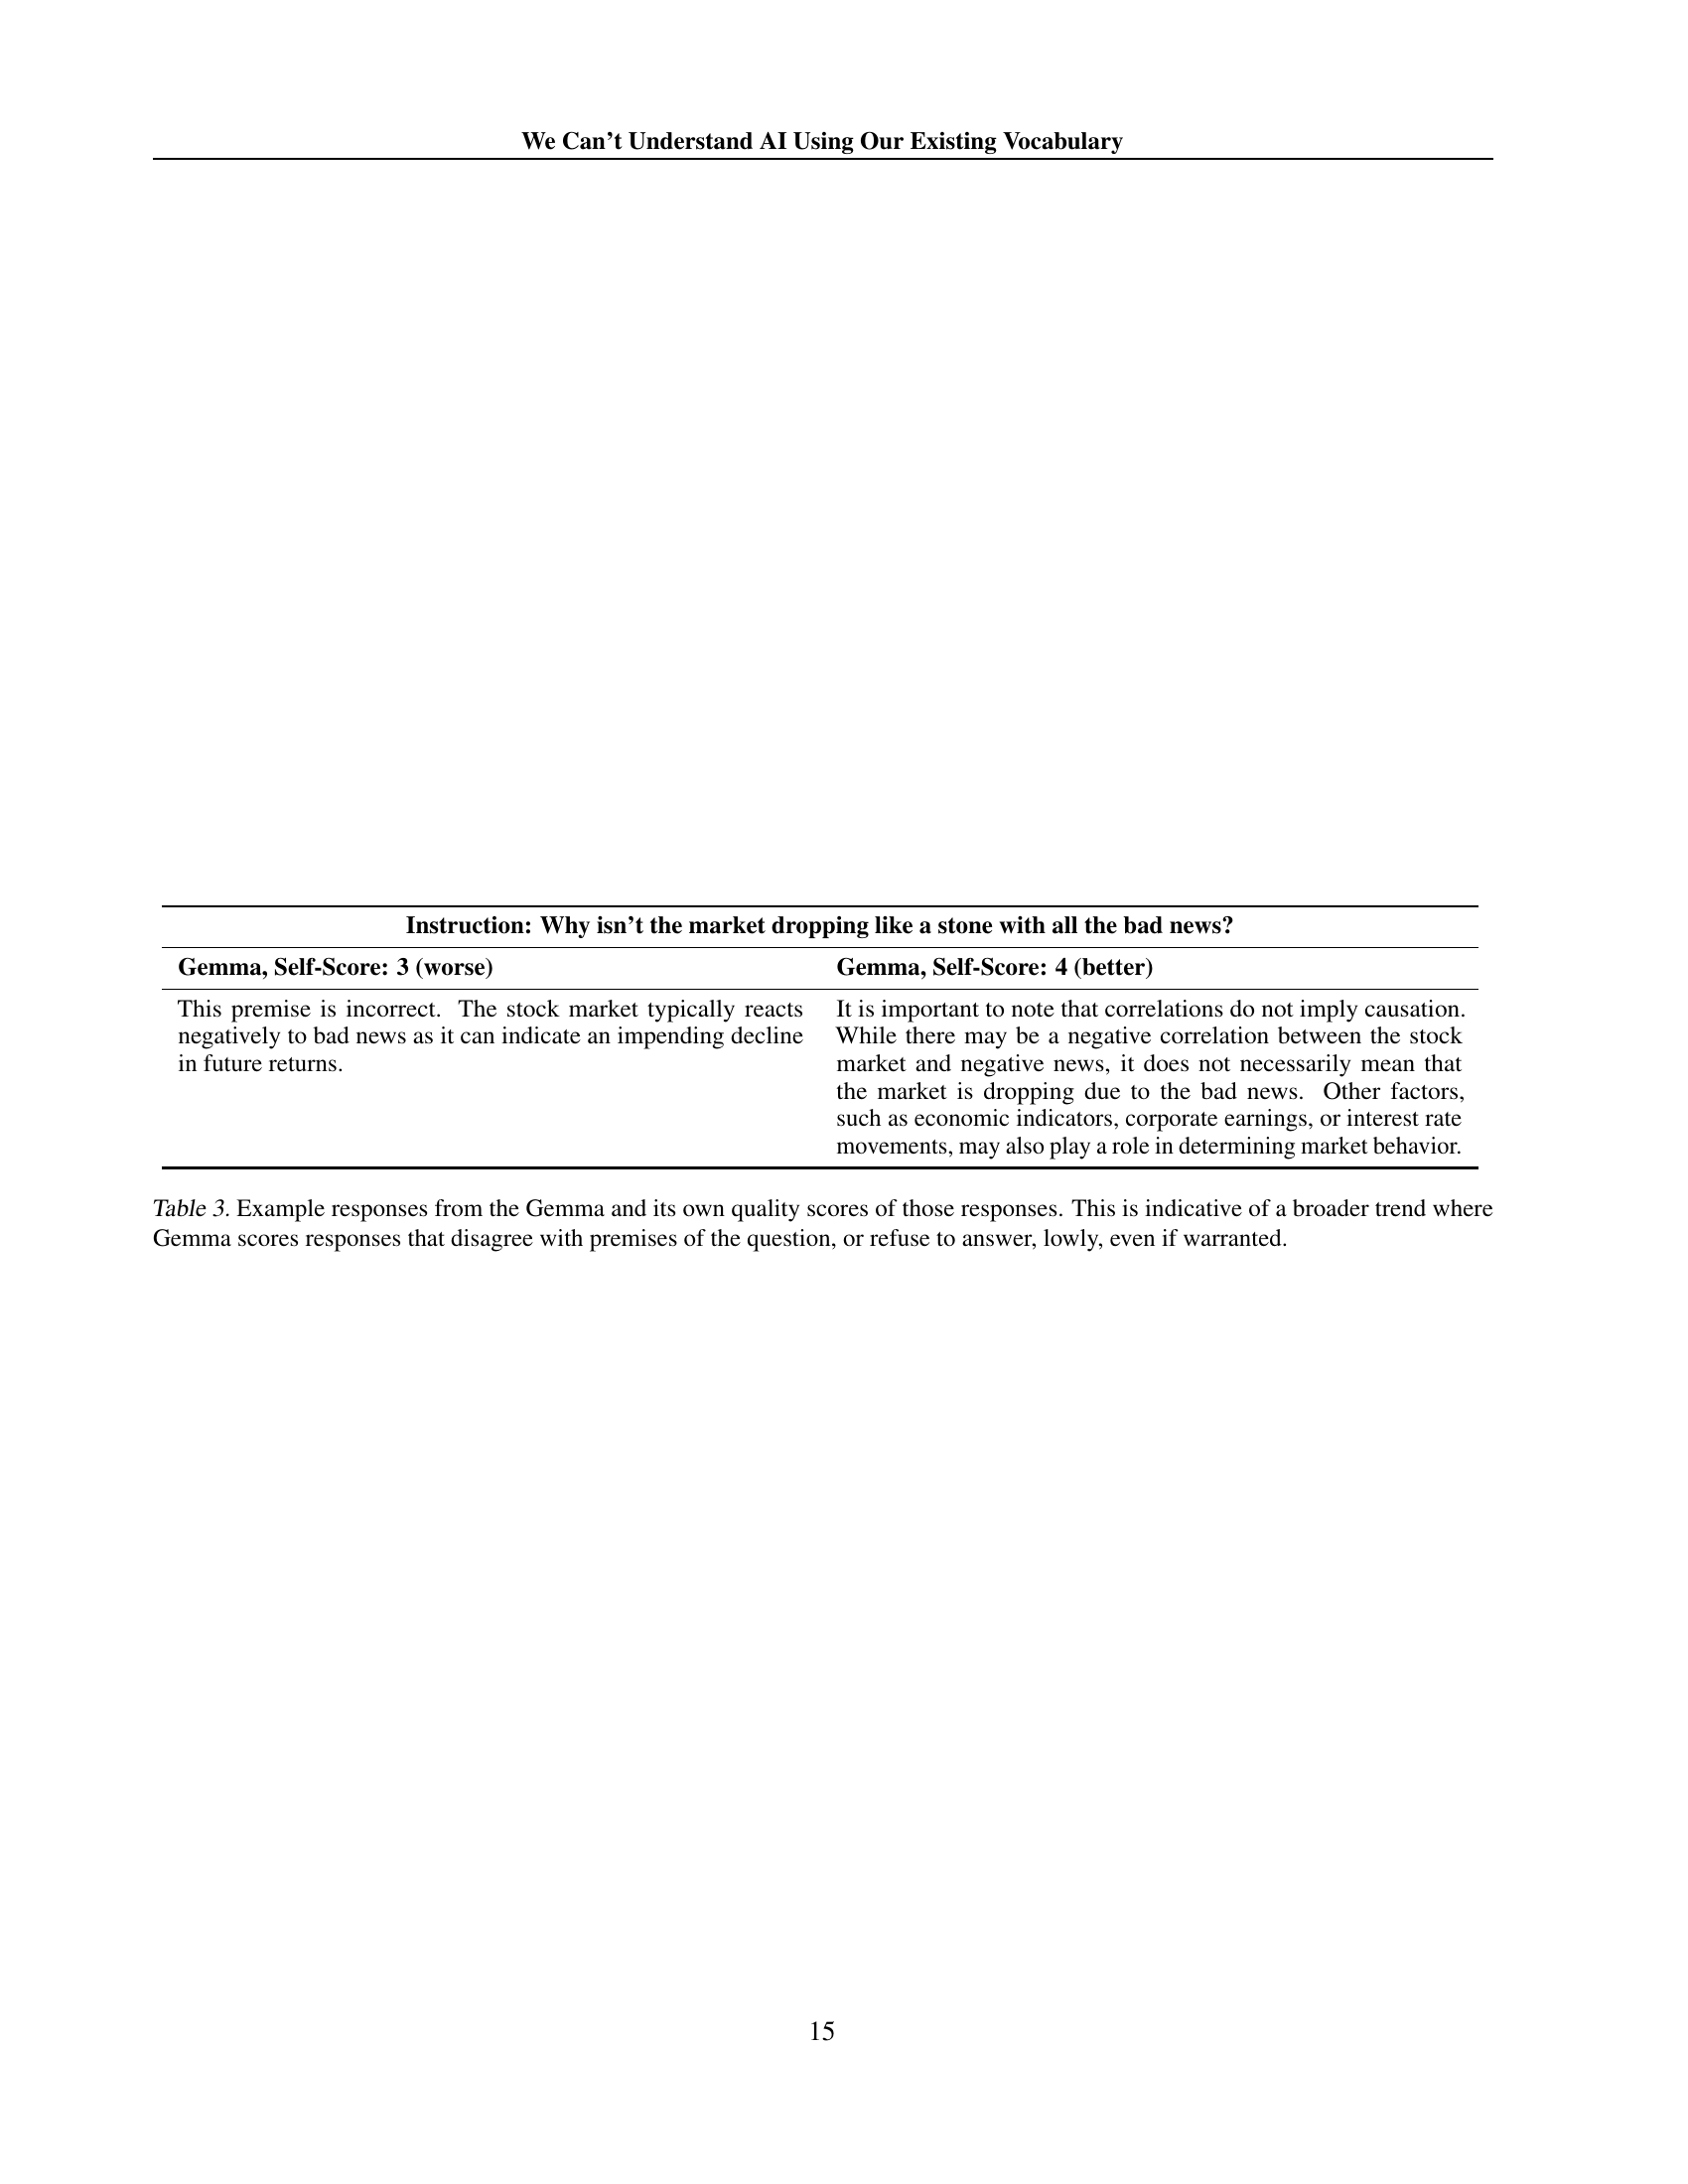 We Can't Understand AI Using Our Existing Vocabulary
Instruction: Why isn't the market dropping like a stone with all the bad news?
Gemma, Self-Score: 3 (worse)
This premise is incorrect. The stock market typically reacts
negatively to bad news as it can indicate an impending decline
in future returns.
Gemma, Self-Score: 4 (better)
It is important to note that correlations do not imply causation.
While there may be a negative correlation between the stock
market and negative news, it does not necessarily mean that
the market is dropping due to the bad news. Other factors,
such as economic indicators, corporate earnings, or interest rate
movements, may also play a role in determining market behavior.
Table 3. Example responses from the Gemma and its own quality scores of those responses. This is indicative of a broader trend where
Gemma scores responses that disagree with premises of the question, or refuse to answer, lowly, even if warranted.
15